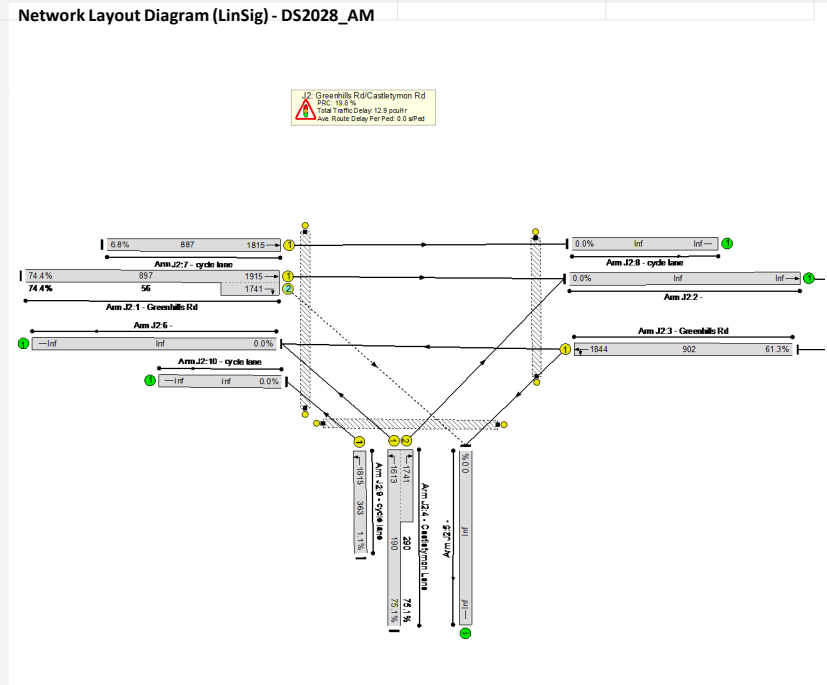 Network Layout Diagram (LinSig) - DS2028_AM
J2: Greenhills Rd/Castletymon Rd
PRC: 19.8 %
Total Traffic Delay: 12.9 pcuHr
Ave. Route Delay Per Ped: 0.0 s/Ped
6.8% 887 1815 1
Arm J2:7 - cycle lane
0.0% Inf Inf 1
Arm J2:8 - cycle lane
74.4% 897 1915 1
74.4% 56 1741 2
Arm J2:1 - Greenhills Rd
0.0% Inf Inf 1
Arm J2:2 -
Arm J2:6 -
1 Inf Inf 0.0%
Arm J2:3 - Greenhills Rd
1 1844 902 61.3%
Arm J2:10 - cycle lane
1 Inf Inf 0.0%
1
1815 363 1.1%
Arm J2:9 - cycle lane
1 2
1613 190 75.1%
1741 290 75.1%
Arm J2:4 - Castletymon Lane
Arm J2:5 -
0.0% Inf Inf
1